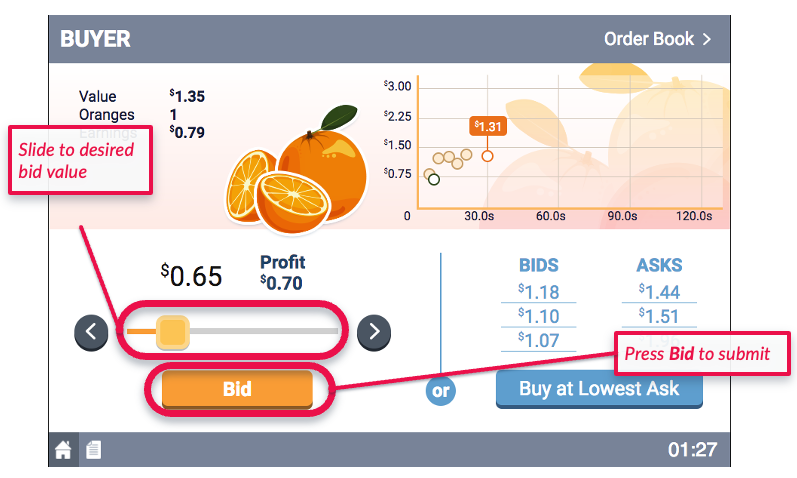 BUYER
Order Book >
Value $1.35
Oranges 1
Earnings $0.79
Slide to desired
bid value
$3.00
$2.25
$1.50
$0.75
$1.31
0 30.0s 60.0s 90.0s 120.0s
$0.65
Profit
$0.70
Bid
or
BIDS ASKS
$1.18 $1.44
$1.10 $1.51
$1.07
Press Bid to submit
Buy at Lowest Ask
01:27